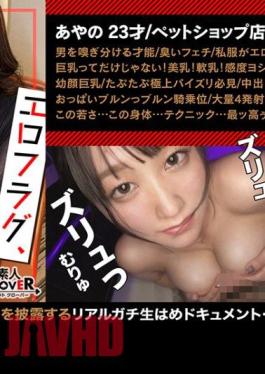 あやの 23才/ペットショップ店
男を嗅ぎ分ける才能/臭いフェチ/私服がエロ
巨乳ってだけじゃない!美乳!軟乳!感度ヨシ
幼顔巨乳/たぷたぷ極上パイズリ必見/中出
おっぱいブルンっブルン騎乗位/大量4発射
この若さ…この身体…テクニック…最ッ高っ
エロフラグ、
ズリュっ
むりゅ
ズリュ
素人
OVER
を披露するリアルガチ生はめドキュメント
JAVHD